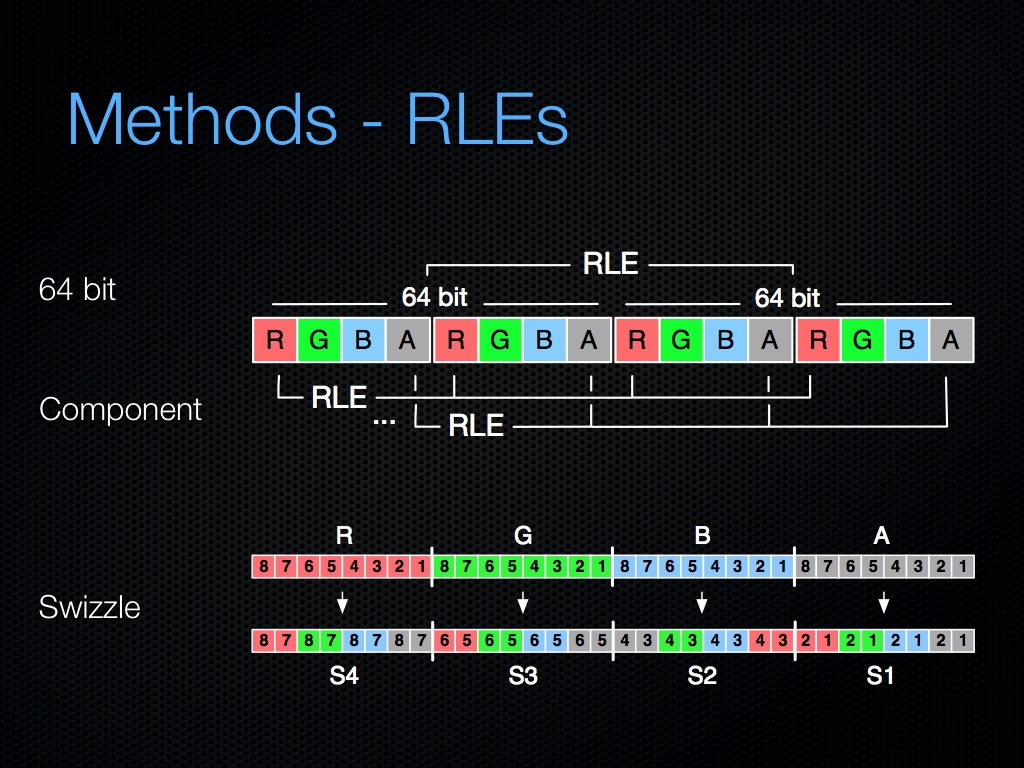 Methods - RLEs
RLE
64 bit
64 bit 64 bit
R G B A R G B A R G B A R G B A
RLE
Component
... RLE
R G B A
8 7 6 5 4 3 2 1 8 7 6 5 4 3 2 1 8 7 6 5 4 3 2 1 8 7 6 5 4 3 2 1
Swizzle
8 7 8 7 8 7 8 7 6 5 6 5 6 5 6 5 4 3 4 3 4 3 4 3 2 1 2 1 2 1 2 1
S4 S3 S2 S1